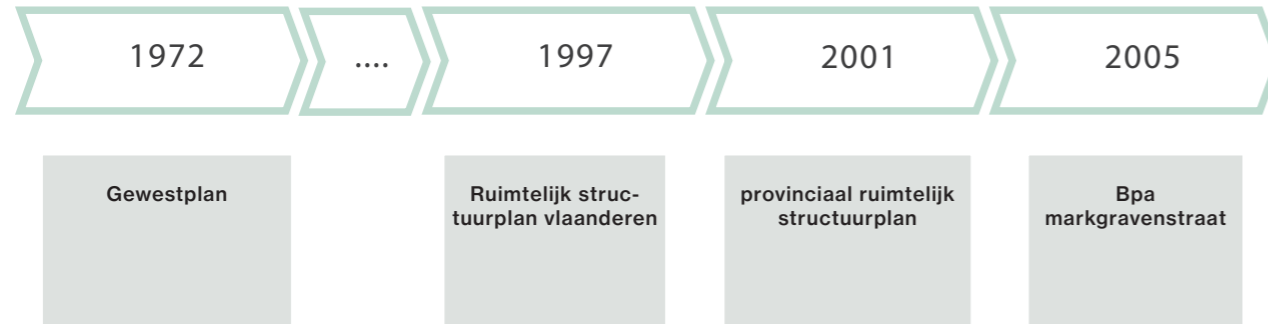 1972
....
1997
2001
2005
Gewestplan
Ruimtelijk struc-
tuurplan vlaanderen
provinciaal ruimtelijk
structuurplan
Bpa
markgravenstraat